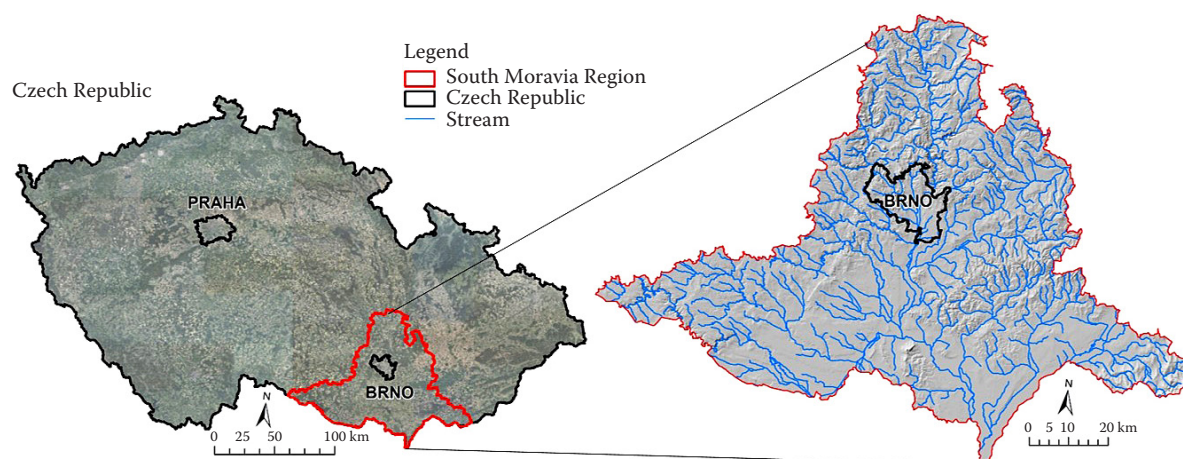 Czech Republic
Legend
South Moravia Region
Czech Republic
Stream
PRAHA
BRNO
N
0 25 50 100 km
BRNO
N
0 5 10 20 km